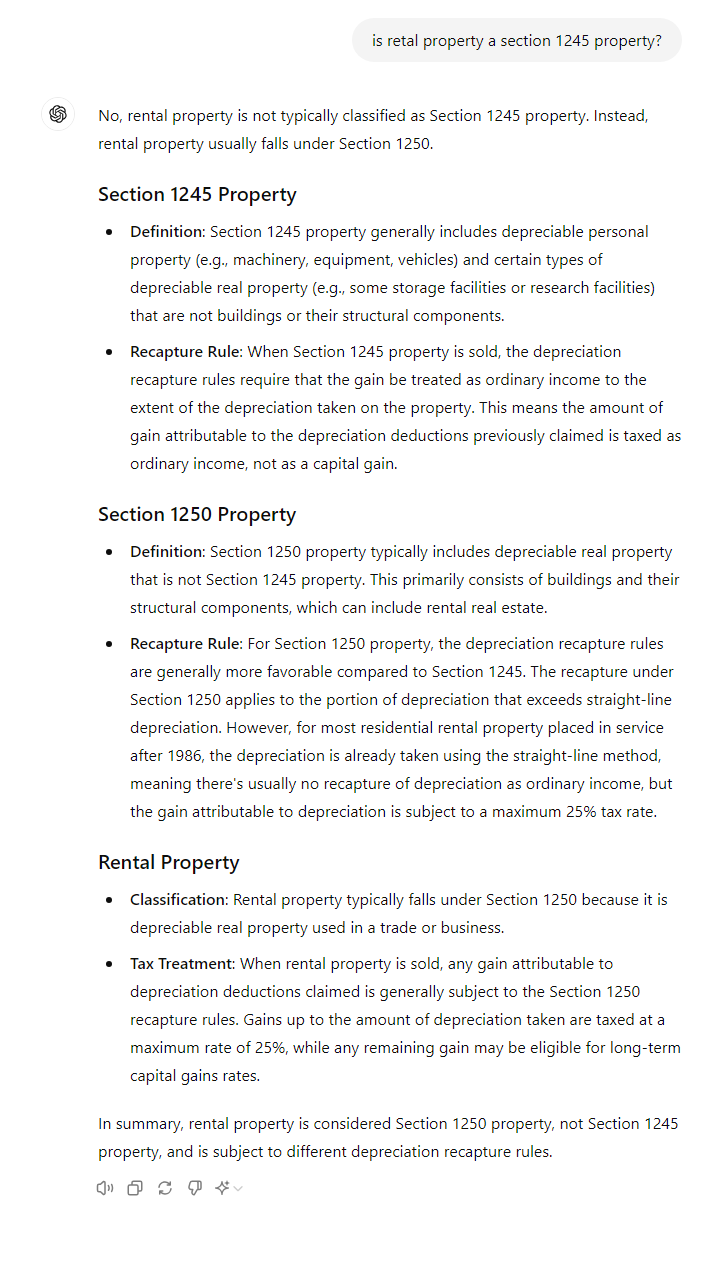 is retal property a section 1245 property?
No, rental property is not typically classified as Section 1245 property. Instead,
rental property usually falls under Section 1250.
Section 1245 Property
• Definition: Section 1245 property generally includes depreciable personal
property (e.g., machinery, equipment, vehicles) and certain types of
depreciable real property (e.g., some storage facilities or research facilities)
that are not buildings or their structural components.
• Recapture Rule: When Section 1245 property is sold, the depreciation
recapture rules require that the gain be treated as ordinary income to the
extent of the depreciation taken on the property. This means the amount of
gain attributable to the depreciation deductions previously claimed is taxed as
ordinary income, not as a capital gain.
Section 1250 Property
• Definition: Section 1250 property typically includes depreciable real property
that is not Section 1245 property. This primarily consists of buildings and their
structural components, which can include rental real estate.
• Recapture Rule: For Section 1250 property, the depreciation recapture rules
are generally more favorable compared to Section 1245. The recapture under
Section 1250 applies to the portion of depreciation that exceeds straight-line
depreciation. However, for most residential rental property placed in service
after 1986, the depreciation is already taken using the straight-line method,
meaning there's usually no recapture of depreciation as ordinary income, but
the gain attributable to depreciation is subject to a maximum 25% tax rate.
Rental Property
• Classification: Rental property typically falls under Section 1250 because it is
depreciable real property used in a trade or business.
• Tax Treatment: When rental property is sold, any gain attributable to
depreciation deductions claimed is generally subject to the Section 1250
recapture rules. Gains up to the amount of depreciation taken are taxed at a
maximum rate of 25%, while any remaining gain may be eligible for long-term
capital gains rates.
In summary, rental property is considered Section 1250 property, not Section 1245
property, and is subject to different depreciation recapture rules.